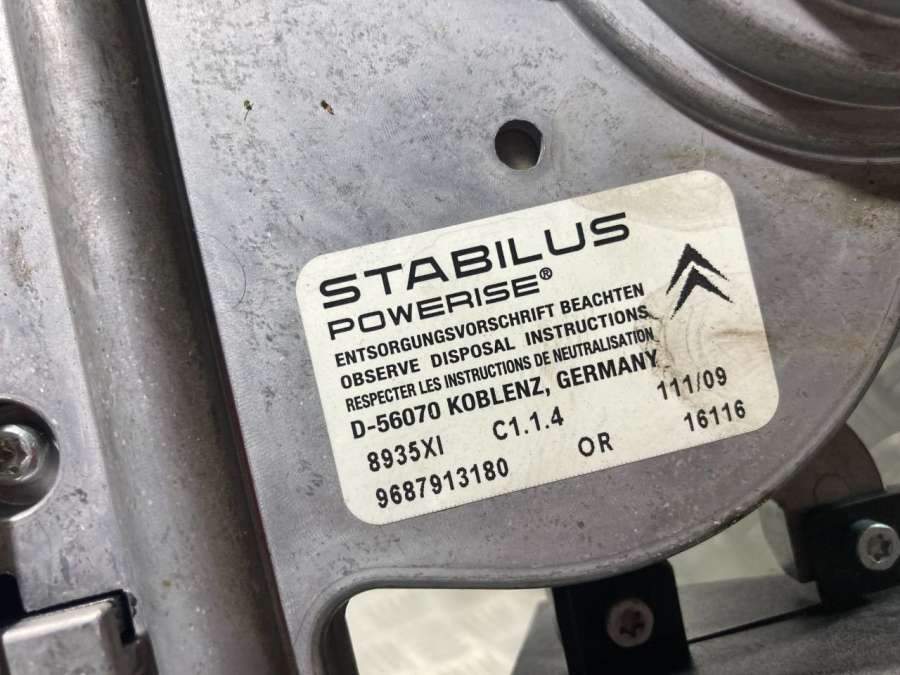 STABILUS
POWERISE®
ENTSORGUNGSVORSCHRIFT BEACHTEN
OBSERVE DISPOSAL INSTRUCTIONS
RESPECTER LES INSTRUCTIONS DE NEUTRALISATION
D-56070 KOBLENZ, GERMANY
8935XI C1.1.4 111/09
9687913180 OR 16116